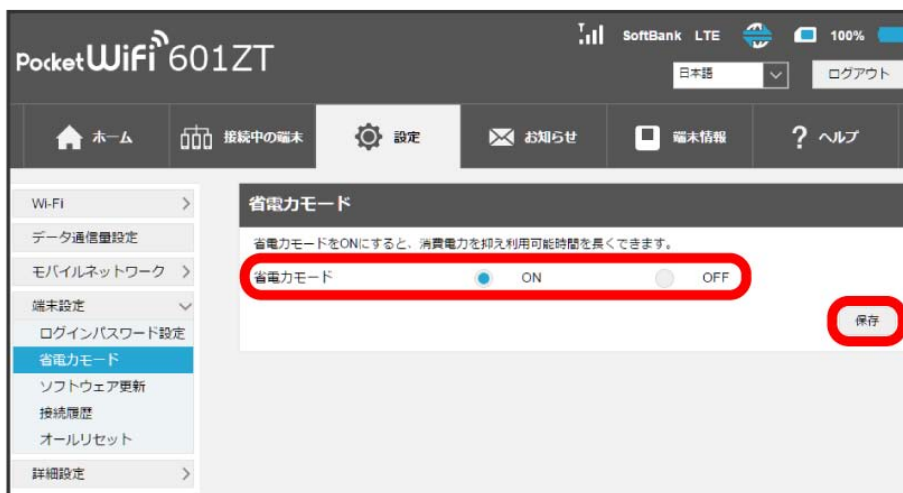 PocketWiFi 601ZT
SoftBank LTE 100%
日本語 ログアウト
ホーム 接続中の端末 設定 お知らせ 端末情報 ? ヘルプ
Wi-Fi
データ通信量設定
モバイルネットワーク
端末設定
ログインパスワード設定
省電力モード
ソフトウェア更新
接続履歴
オールリセット
詳細設定
省電力モード
省電力モードをONにすると、消費電力を抑え利用可能時間を長くできます。
省電力モード ON OFF
保存